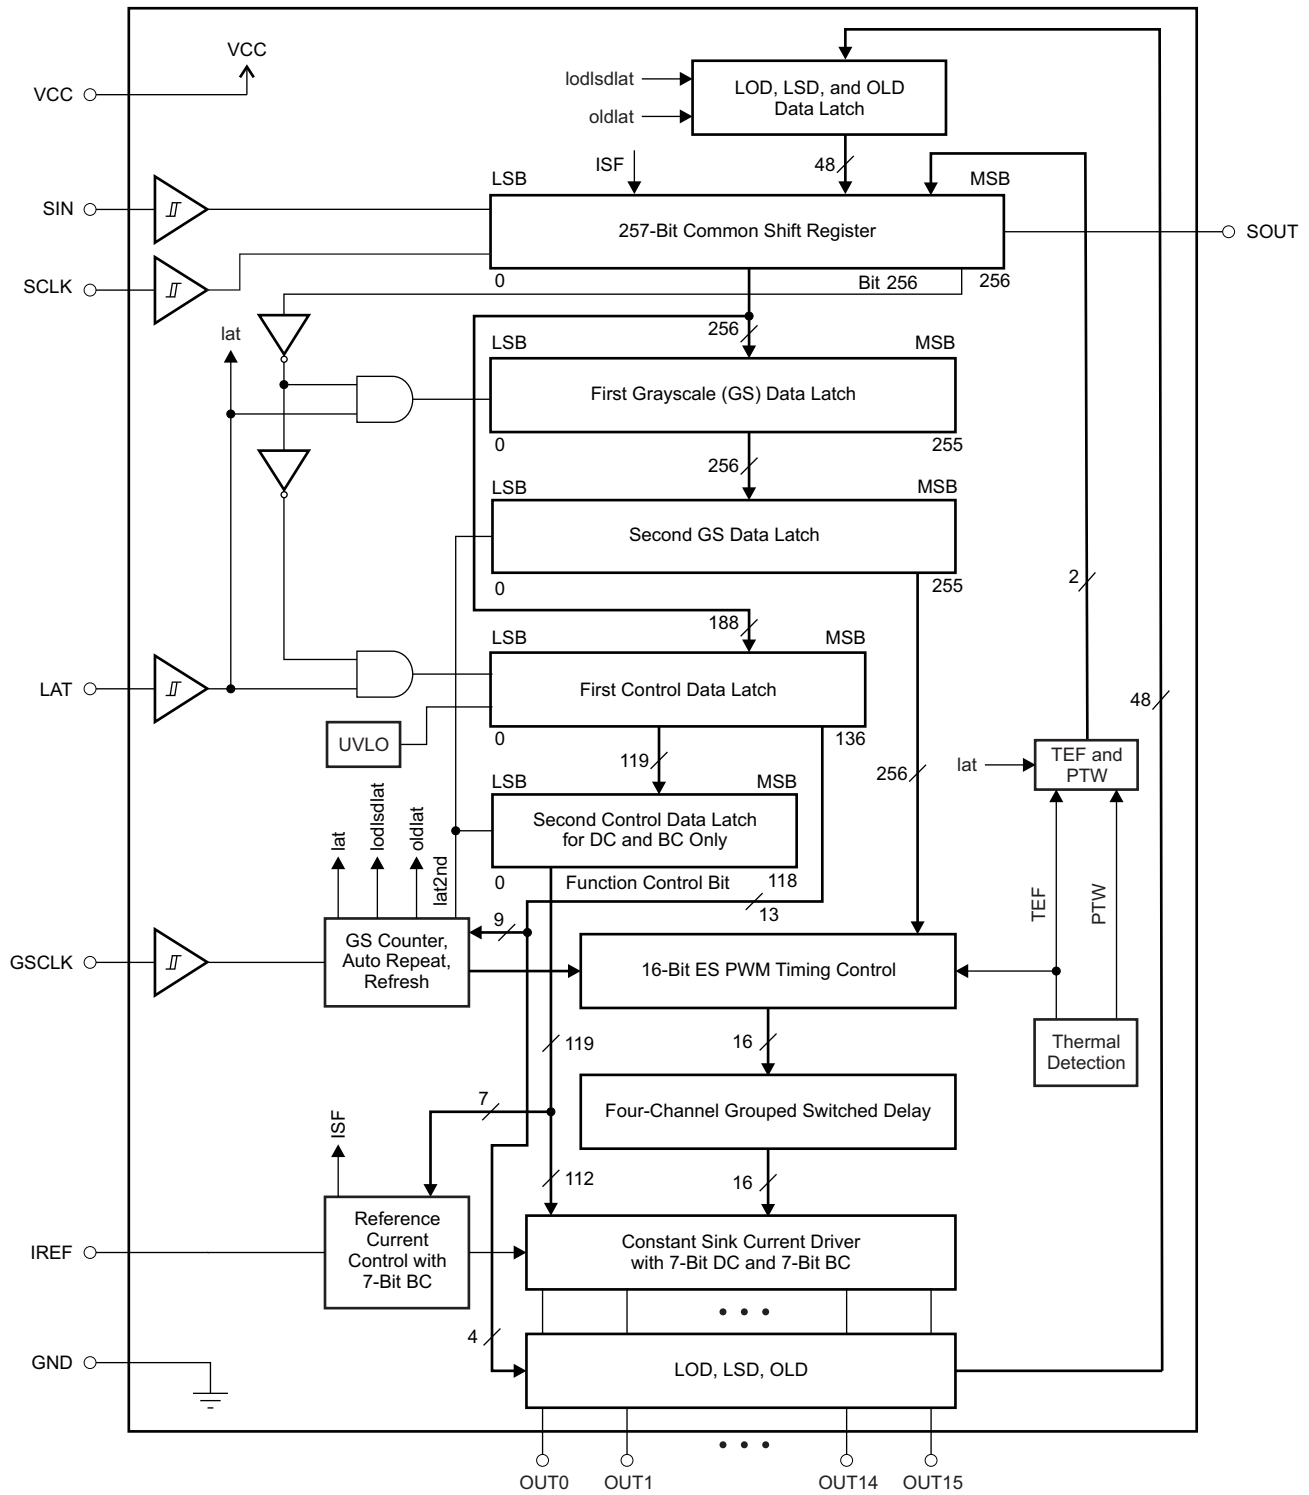 VCC
VCC
lodlsdlat
oldlat
LOD, LSD, and OLD
Data Latch
ISF
48
LSB
MSB
SIN
257-Bit Common Shift Register
SOUT
SCLK
0
Bit 256
256
lat
256
LSB
MSB
First Grayscale (GS) Data Latch
0
255
256
LSB
MSB
Second GS Data Latch
0
255
2
188
LSB
MSB
LAT
First Control Data Latch
48
UVLO
0
136
119
256
lat
TEF and
PTW
LSB
MSB
lat
lodlsdlat
oldlat
lat2nd
Second Control Data Latch
for DC and BC Only
0
Function Control Bit
118
13
9
TEF
PTW
GSCLK
GS Counter,
Auto Repeat,
Refresh
16-Bit ES PWM Timing Control
119
16
Thermal
Detection
7
Four-Channel Grouped Switched Delay
ISF
112
16
IREF
Reference
Current
Control with
7-Bit BC
Constant Sink Current Driver
with 7-Bit DC and 7-Bit BC
• • •
4
GND
LOD, LSD, OLD
• • •
OUT0
OUT1
OUT14
OUT15